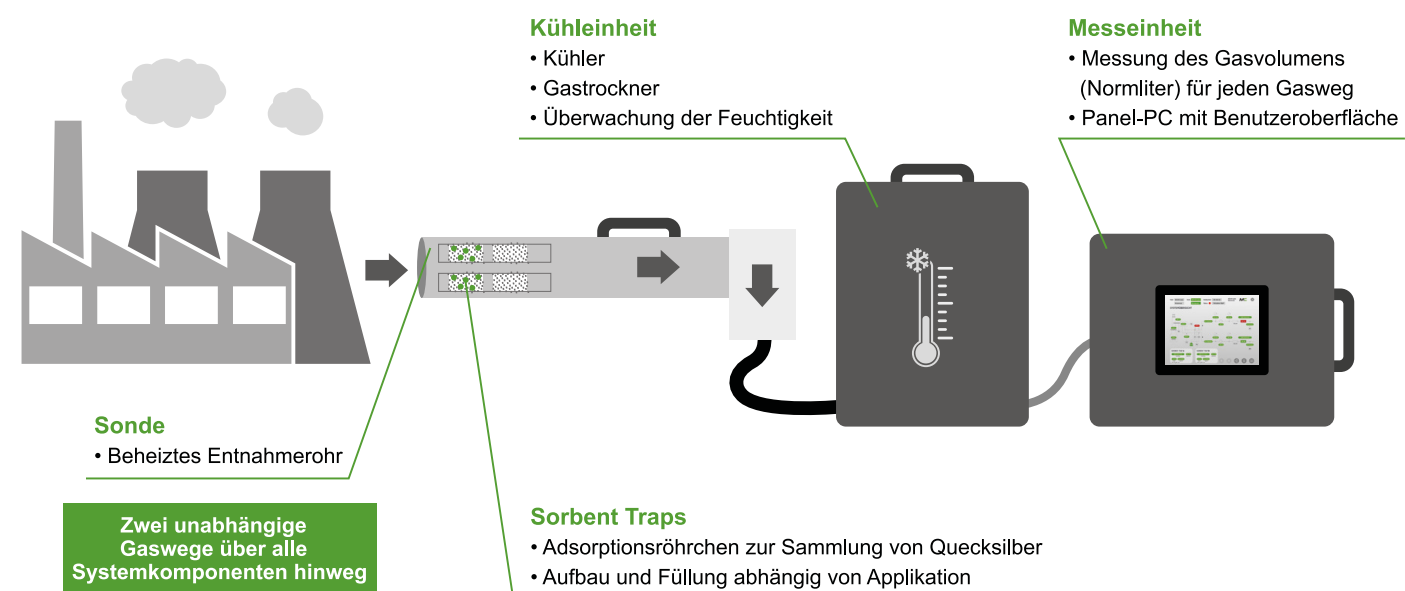 Kühleinheit
• Kühler
• Gastrockner
• Überwachung der Feuchtigkeit
Messeinheit
• Messung des Gasvolumens
(Normliter) für jeden Gasweg
• Panel-PC mit Benutzeroberfläche
Sonde
• Beheiztes Entnahmerohr
Zwei unabhängige
Gaswege über alle
Systemkomponenten hinweg
Sorbent Traps
• Adsorptionsröhrchen zur Sammlung von Quecksilber
• Aufbau und Füllung abhängig von Applikation